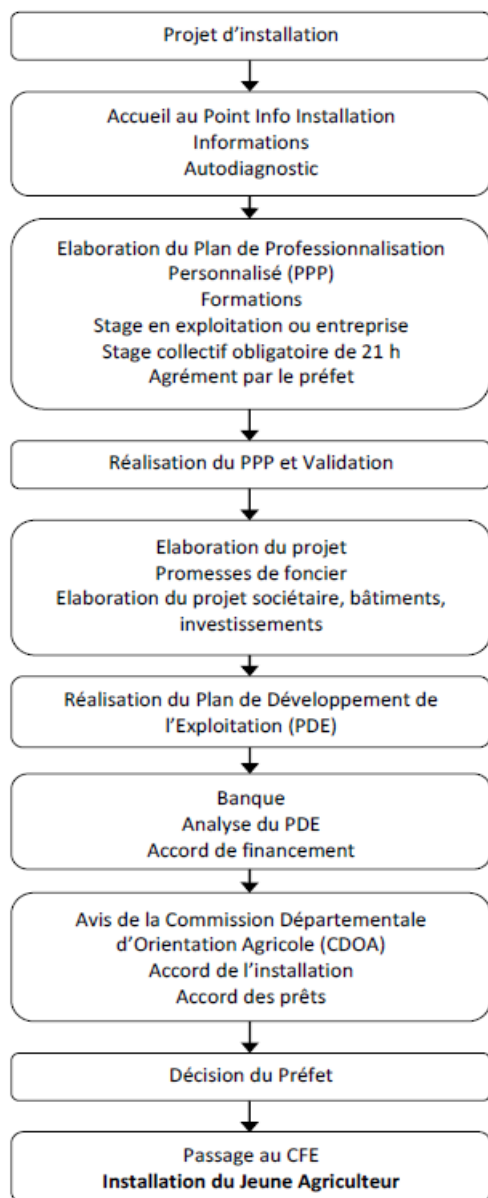 Projet d'installation
Accueil au Point Info Installation
Informations
Autodiagnostic
Elaboration du Plan de Professionnalisation
Personnalisé (PPP)
Formations
Stage en exploitation ou entreprise
Stage collectif obligatoire de 21 h
Agrément par le préfet
Réalisation du PPP et Validation
Elaboration du projet
Promesses de foncier
Elaboration du projet sociétaire, bâtiments,
investissements
Réalisation du Plan de Développement de
l'Exploitation (PDE)
Banque
Analyse du PDE
Accord de financement
Avis de la Commission Départementale
d'Orientation Agricole (CDOA)
Accord de l'installation
Accord des prêts
Décision du Préfet
Passage au CFE
Installation du Jeune Agriculteur